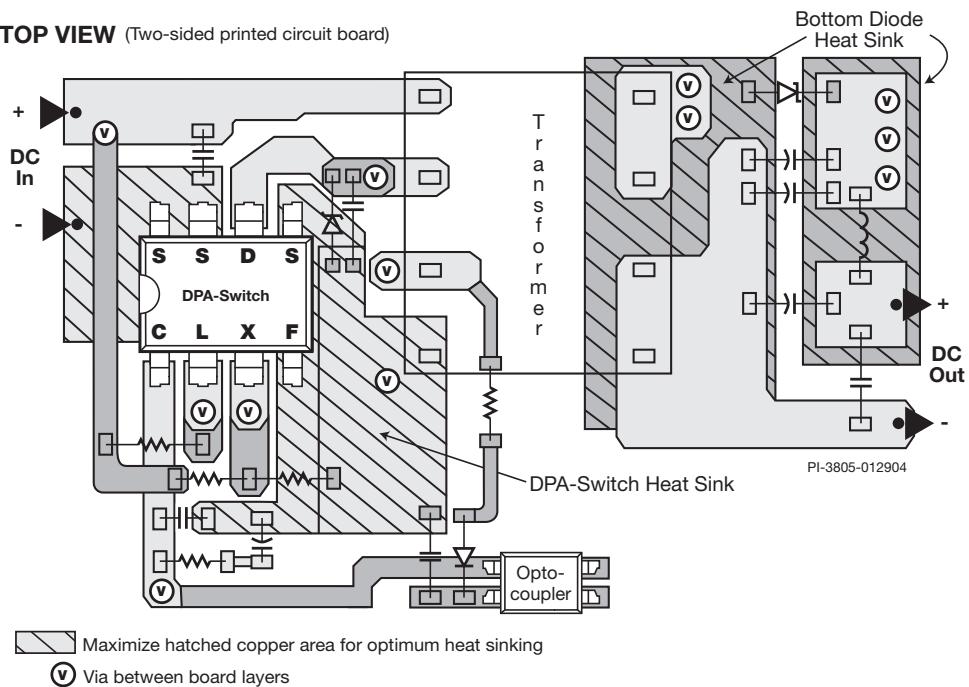 TOP VIEW (Two-sided printed circuit board)
Bottom Diode
Heat Sink
+
DC
In
-
V
V
V
V
V
V
V
T
r
a
n
s
f
o
r
m
e
r
S S D S
DPA-Switch
C L X F
V
V
V
V
+
DC
Out
-
PI-3805-012904
DPA-Switch Heat Sink
V
Opto-
coupler
Maximize hatched copper area for optimum heat sinking
V Via between board layers